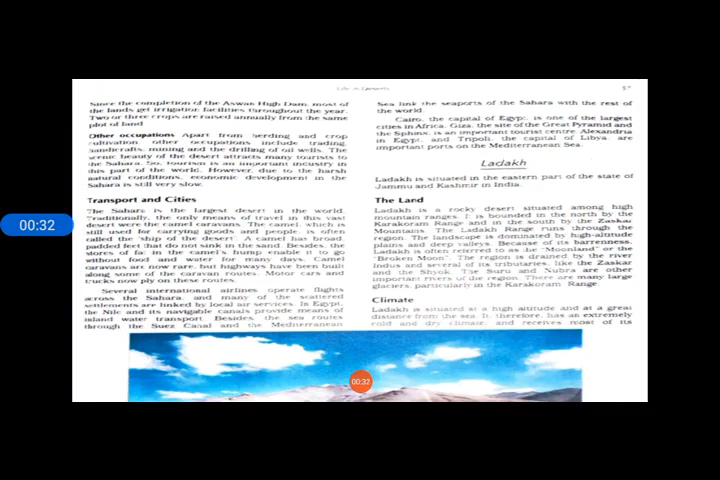 Life in Deserts
57
Since the completion of the Aswan High Dam, most of
the lands get irrigation facilities throughout the year.
Two or three crops are raised annually from the same
plot of land.
Other occupations Apart from herding and crop
cultivation other occupations include trading,
handicrafts, mining and the drilling of oil wells. The
scenic beauty of the desert attracts many tourists to
the Sahara. So, tourism is an important industry in
this part of the world. However, due to the harsh
natural conditions, economic development in the
Sahara is still very slow.
Transport and Cities
The Sahara is the largest desert in the world.
Traditionally, the only means of travel in this vast
desert were the camel caravans. The camel, which is
still used for carrying goods and people, is often
called the 'ship of the desert'. A camel has broad,
padded feet that do not sink in the sand. Besides, the
stores of fat in the camel's hump enable it to go
without food and water for many days. Camel
caravans are now rare, but highways have been built
along some of the caravan routes. Motor cars and
trucks now ply on these routes.
Several international airlines operate flights
across the Sahara, and many of the scattered
settlements are linked by local air services. In Egypt,
the Nile and its navigable canals provide means of
inland water transport. Besides, the sea routes
through the Suez Canal and the Mediterranean
Sea link the seaports of the Sahara with the rest of
the world.
Cairo, the capital of Egypt, is one of the largest
cities in Africa. Giza, the site of the Great Pyramid and
the Sphinx, is an important tourist centre. Alexandria
in Egypt, and Tripoli, the capital of Libya, are
important ports on the Mediterranean Sea.
Ladakh
Ladakh is situated in the eastern part of the state of
Jammu and Kashmir in India.
The Land
Ladakh is a rocky desert situated among high
mountain ranges. It is bounded in the north by the
Karakoram Range and in the south by the Zaskar
Mountains. The Ladakh Range runs through the
region. The landscape is dominated by high-altitude
plains and deep valleys. Because of its barrenness,
Ladakh is often referred to as the "Moonland" or the
"Broken Moon". The region is drained by the river
Indus and several of its tributaries, like the Zaskar
and the Shyok. The Suru and Nubra are other
important rivers of the region. There are many large
glaciers, particularly in the Karakoram Range.
Climate
Ladakh is situated at a high altitude and at a great
distance from the sea. It, therefore, has an extremely
cold and dry climate, and receives most of its
00:32
00:32